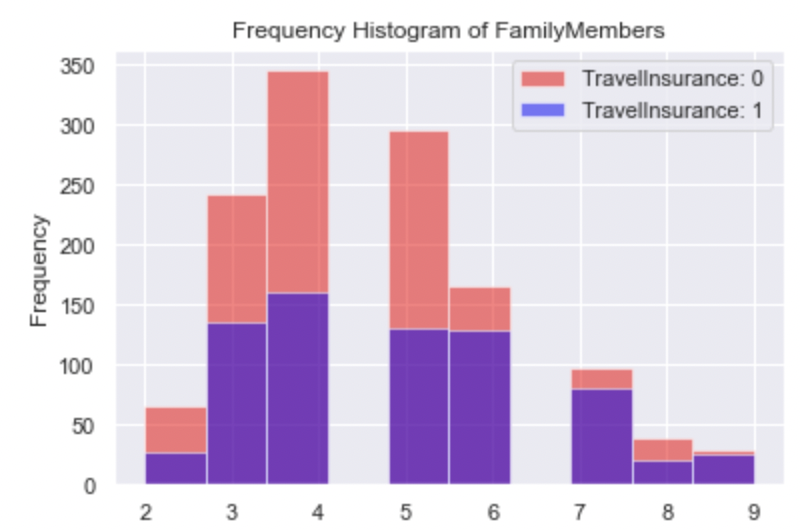 Frequency Histogram of FamilyMembers
TravelInsurance: 0
TravelInsurance: 1
Frequency
350
300
250
200
150
100
50
0
2 3 4 5 6 7 8 9